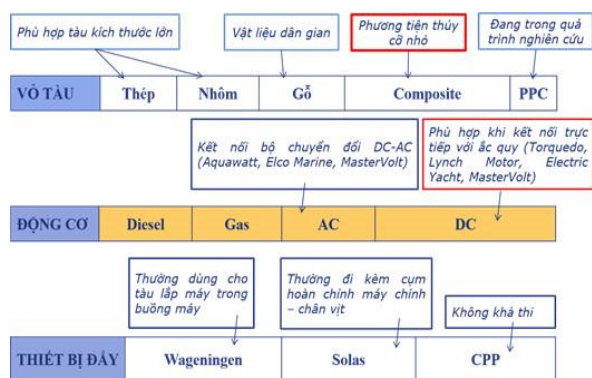 Phù hợp tàu kích thước lớn
Vật liệu dân gian
Phương tiện thủy
cỡ nhỏ
Đang trong quá
trình nghiên cứu
VỎ TÀU
Thép
Nhôm
Gỗ
Composite
PPC
Kết nối bộ chuyển đổi DC-AC
(Aquawatt, Elco Marine, MasterVolt)
Phù hợp khi kết nối trực
tiếp với ắc quy (Torquedo,
Lynch Motor, Electric
Yacht, MasterVolt)
ĐỘNG CƠ
Diesel
Gas
AC
DC
Thường dùng cho
tàu lắp máy trong
buồng máy
Thường đi kèm cụm
hoàn chỉnh máy chính
– chân vịt
Không khả thi
THIẾT BỊ ĐẨY
Wageningen
Solas
CPP